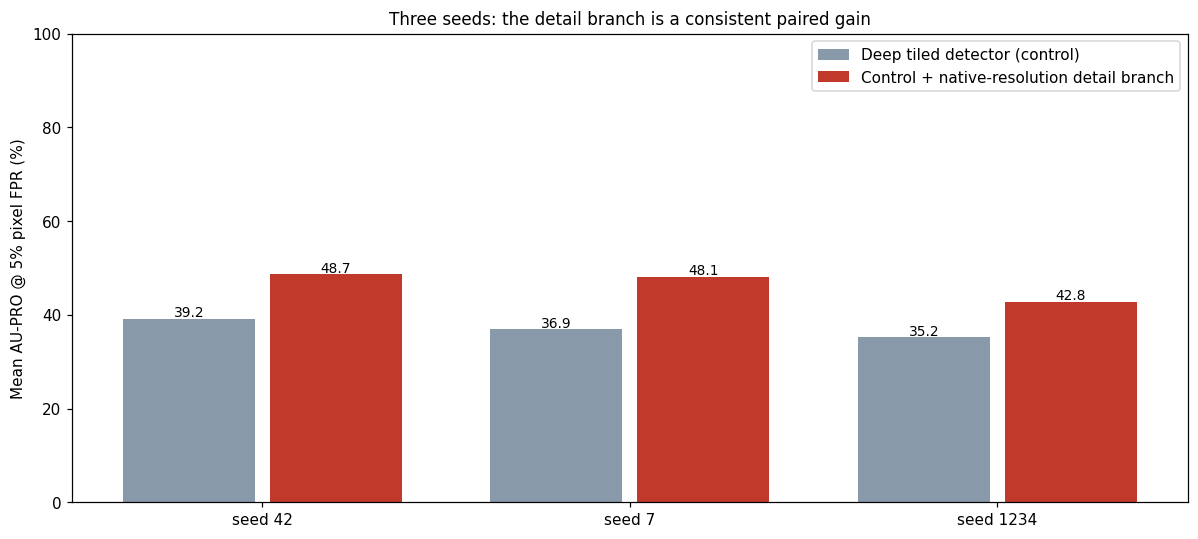 Three seeds: the detail branch is a consistent paired gain
Deep tiled detector (control)
Control + native-resolution detail branch
Mean AU-PRO @ 5% pixel FPR (%)
100
80
60
40
20
0
39.2
48.7
36.9
48.1
35.2
42.8
seed 42
seed 7
seed 1234